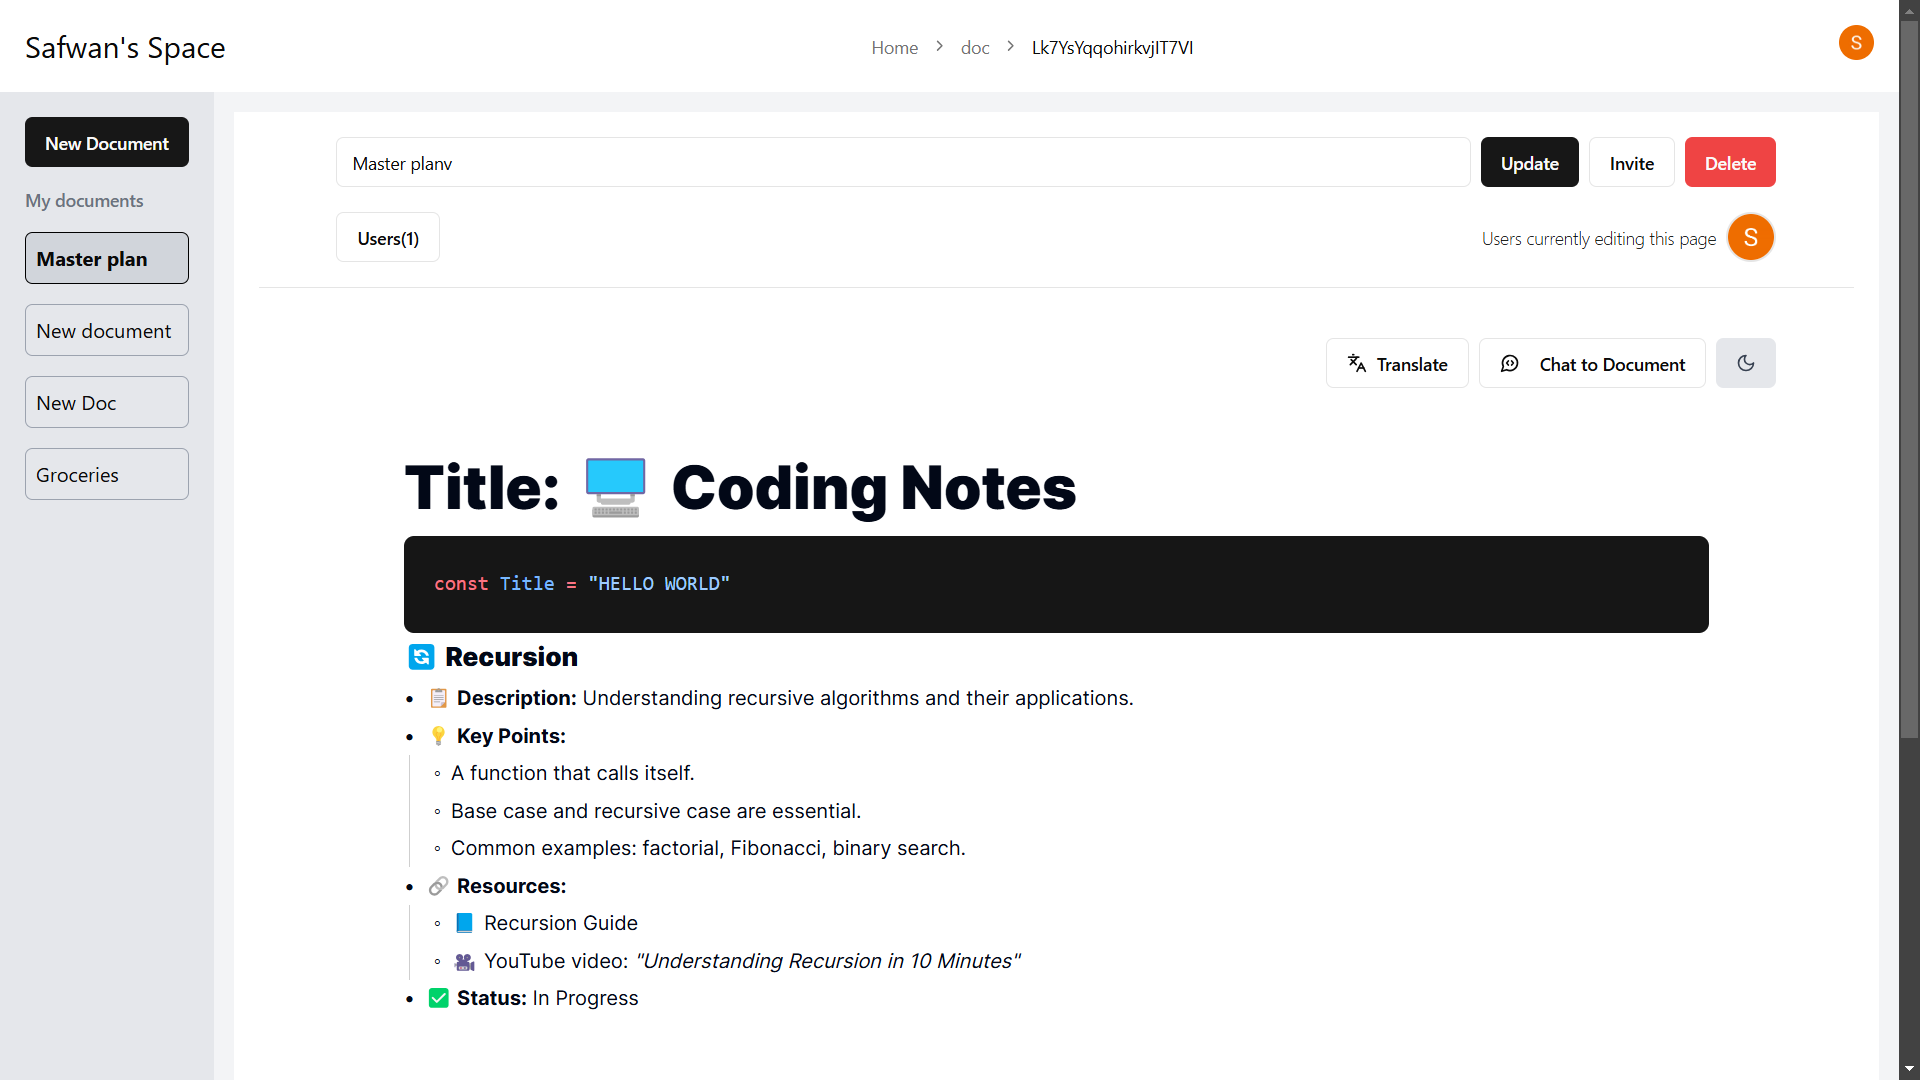 Safwan's Space
Home > doc > Lk7YsYqqohirkvjIT7VI
S
New Document
My documents
Master plan
New document
New Doc
Groceries
Master planv
Update
Invite
Delete
Users(1)
Users currently editing this page
S
Translate
Chat to Document
Title: 🖥️ Coding Notes
const Title = "HELLO WORLD"
🔄 Recursion
• 📋 Description: Understanding recursive algorithms and their applications.
• 💡 Key Points:
◦ A function that calls itself.
◦ Base case and recursive case are essential.
◦ Common examples: factorial, Fibonacci, binary search.
• 🔗 Resources:
◦ 📘 Recursion Guide
◦ 🎥 YouTube video: "Understanding Recursion in 10 Minutes"
• ✅ Status: In Progress